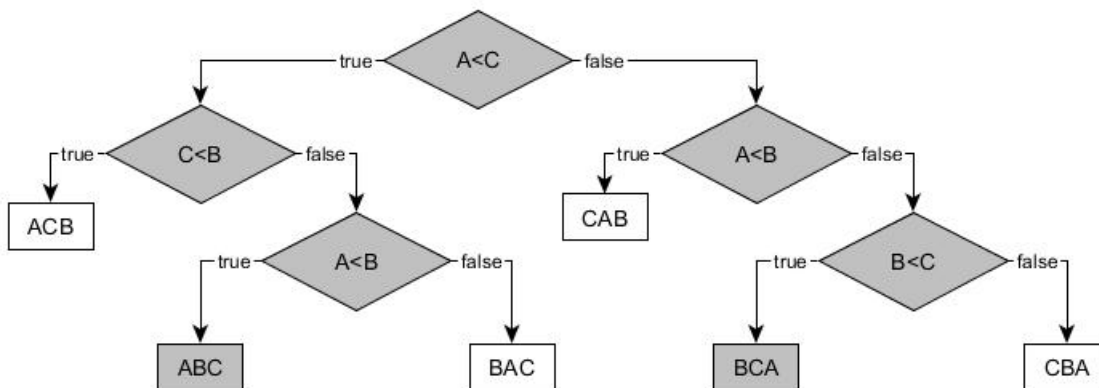 A<C
true
false
C<B
true
false
A<B
true
false
ACB
CAB
A<B
true
false
B<C
true
false
ABC
BAC
BCA
CBA